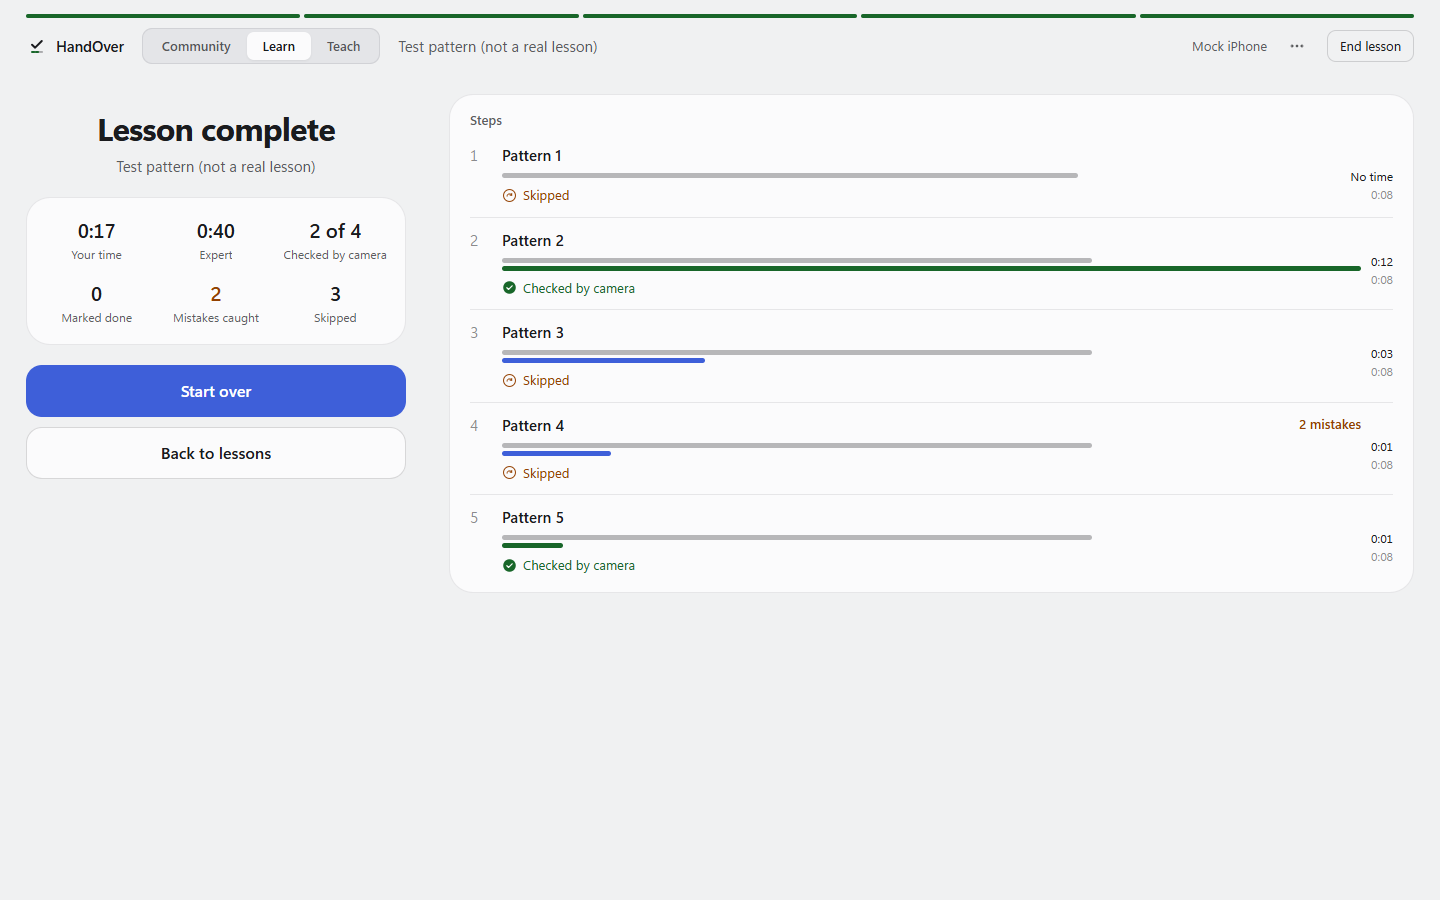 HandOver
Community
Learn
Teach
Test pattern (not a real lesson)
Mock iPhone
End lesson
Lesson complete
Test pattern (not a real lesson)
0:17
Your time
0:40
Expert
2 of 4
Checked by camera
0
Marked done
2
Mistakes caught
3
Skipped
Start over
Back to lessons
Steps
1 Pattern 1
No time
Skipped
0:08
2 Pattern 2
0:12
0:08
Checked by camera
3 Pattern 3
0:03
0:08
Skipped
4 Pattern 4
2 mistakes
0:01
0:08
Skipped
5 Pattern 5
0:01
0:08
Checked by camera